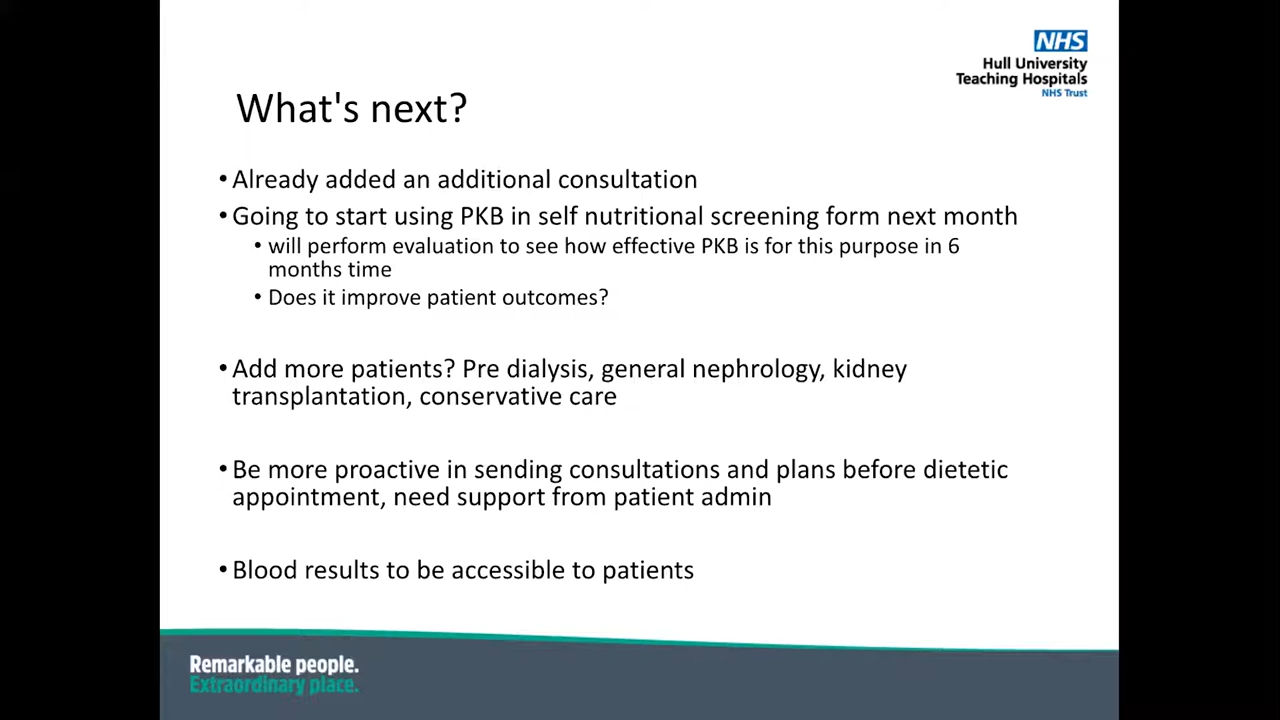 NHS
Hull University
Teaching Hospitals
NHS Trust
What's next?
• Already added an additional consultation
• Going to start using PKB in self nutritional screening form next month
• will perform evaluation to see how effective PKB is for this purpose in 6
months time
• Does it improve patient outcomes?
• Add more patients? Pre dialysis, general nephrology, kidney
transplantation, conservative care
• Be more proactive in sending consultations and plans before dietetic
appointment, need support from patient admin
• Blood results to be accessible to patients
Remarkable people.
Extraordinary place.